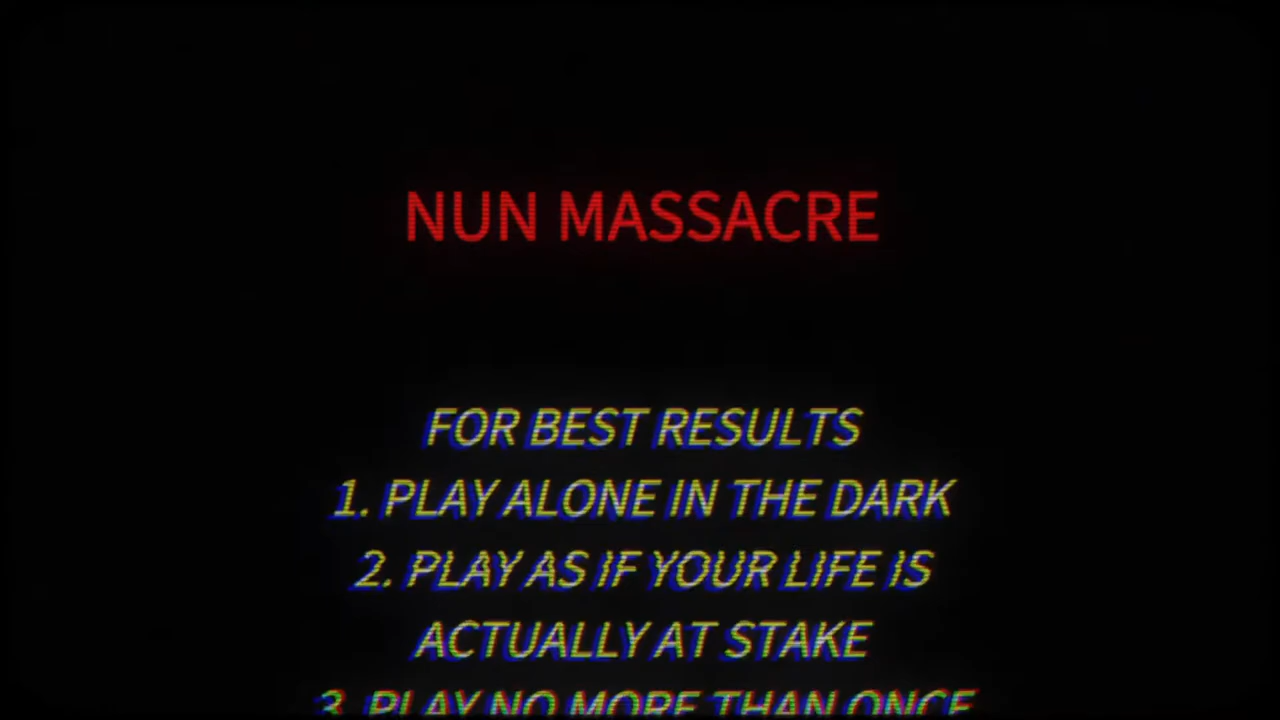 NUN MASSACRE
FOR BEST RESULTS
1. PLAY ALONE IN THE DARK
2. PLAY AS IF YOUR LIFE IS
ACTUALLY AT STAKE
3. PLAY NO MORE THAN ONCE